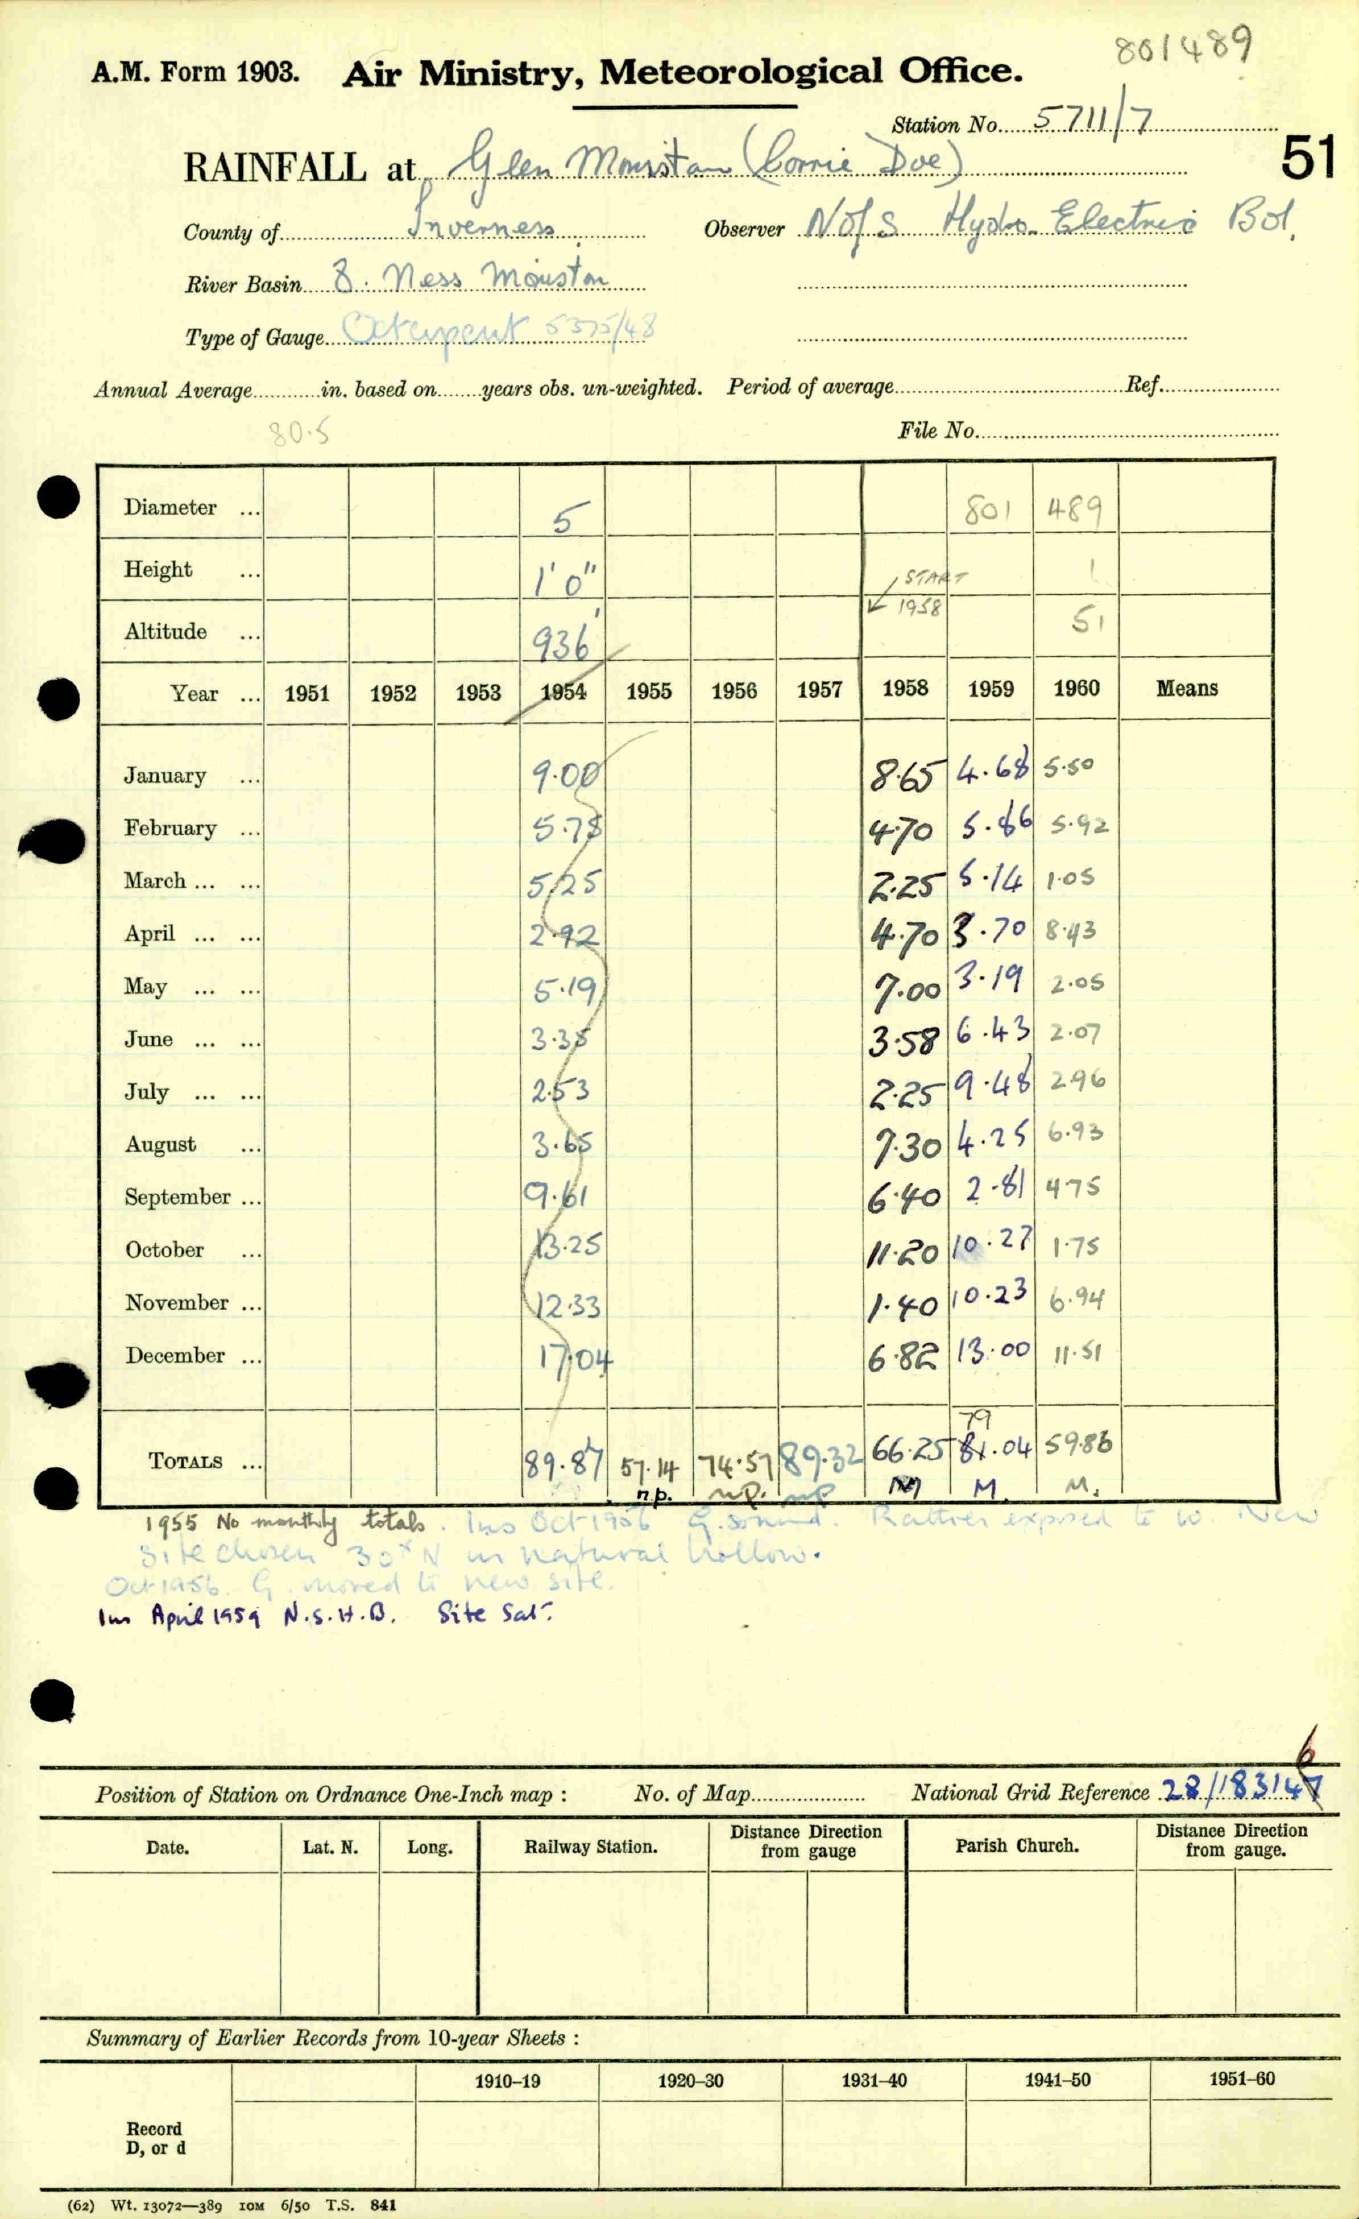 801489
A.M. Form 1903. Air Ministry, Meteorological Office.
Station No. 5711/7
51
RAINFALL at Glen Moriston (Corrie Doe)
County of Inverness Observer N of S Hydro-Electric Bd.
River Basin 8. Ness Moriston
Type of Gauge Octapent 5375/48
Annual Average in. based on years obs. un-weighted. Period of average Ref.
80.5
File No.
Diameter ... 5 801 489
Height ... 1' 0" START 1
1958
Altitude ... 936' 51
Year ... 1951 1952 1953 1954 1955 1956 1957 1958 1959 1960 Means
January ... 9.00 8.65 4.68 5.50
February ... 5.75 4.70 5.86 5.92
March ... ... 5.25 2.25 5.14 1.05
April ... ... 2.92 4.70 3.70 8.43
May ... ... 5.19 7.00 3.19 2.05
June ... ... 3.35 3.58 6.43 2.07
July ... ... 2.53 2.25 9.48 2.96
August ... 3.65 7.30 4.25 6.93
September ... 9.61 6.40 2.81 4.75
October ... 13.25 11.20 10.27 1.75
November ... 12.33 1.40 10.23 6.94
December ... 17.04 6.82 13.00 11.51
79
TOTALS ... 89.87 57.14 74.57 89.32 66.25 81.04 59.86
n.p. n.p. n.p. M M. M.
1955 No monthly totals. Ins Oct 1956 G. sound. Rather exposed to W. New
Site chosen 30x N in natural hollow.
Oct 1956. G. moved to new site.
Ins April 1959 N.S.H.B. Site Sat.
6
Position of Station on Ordnance One-Inch map : No. of Map National Grid Reference 28/183147
Date. Lat. N. Long. Railway Station. Distance from gauge Direction Parish Church. Distance from gauge. Direction
Summary of Earlier Records from 10-year Sheets :
1910–19 1920–30 1931–40 1941–50 1951–60
Record
D, or d
(62) Wt. 13072—389 10M 6/50 T.S. 841